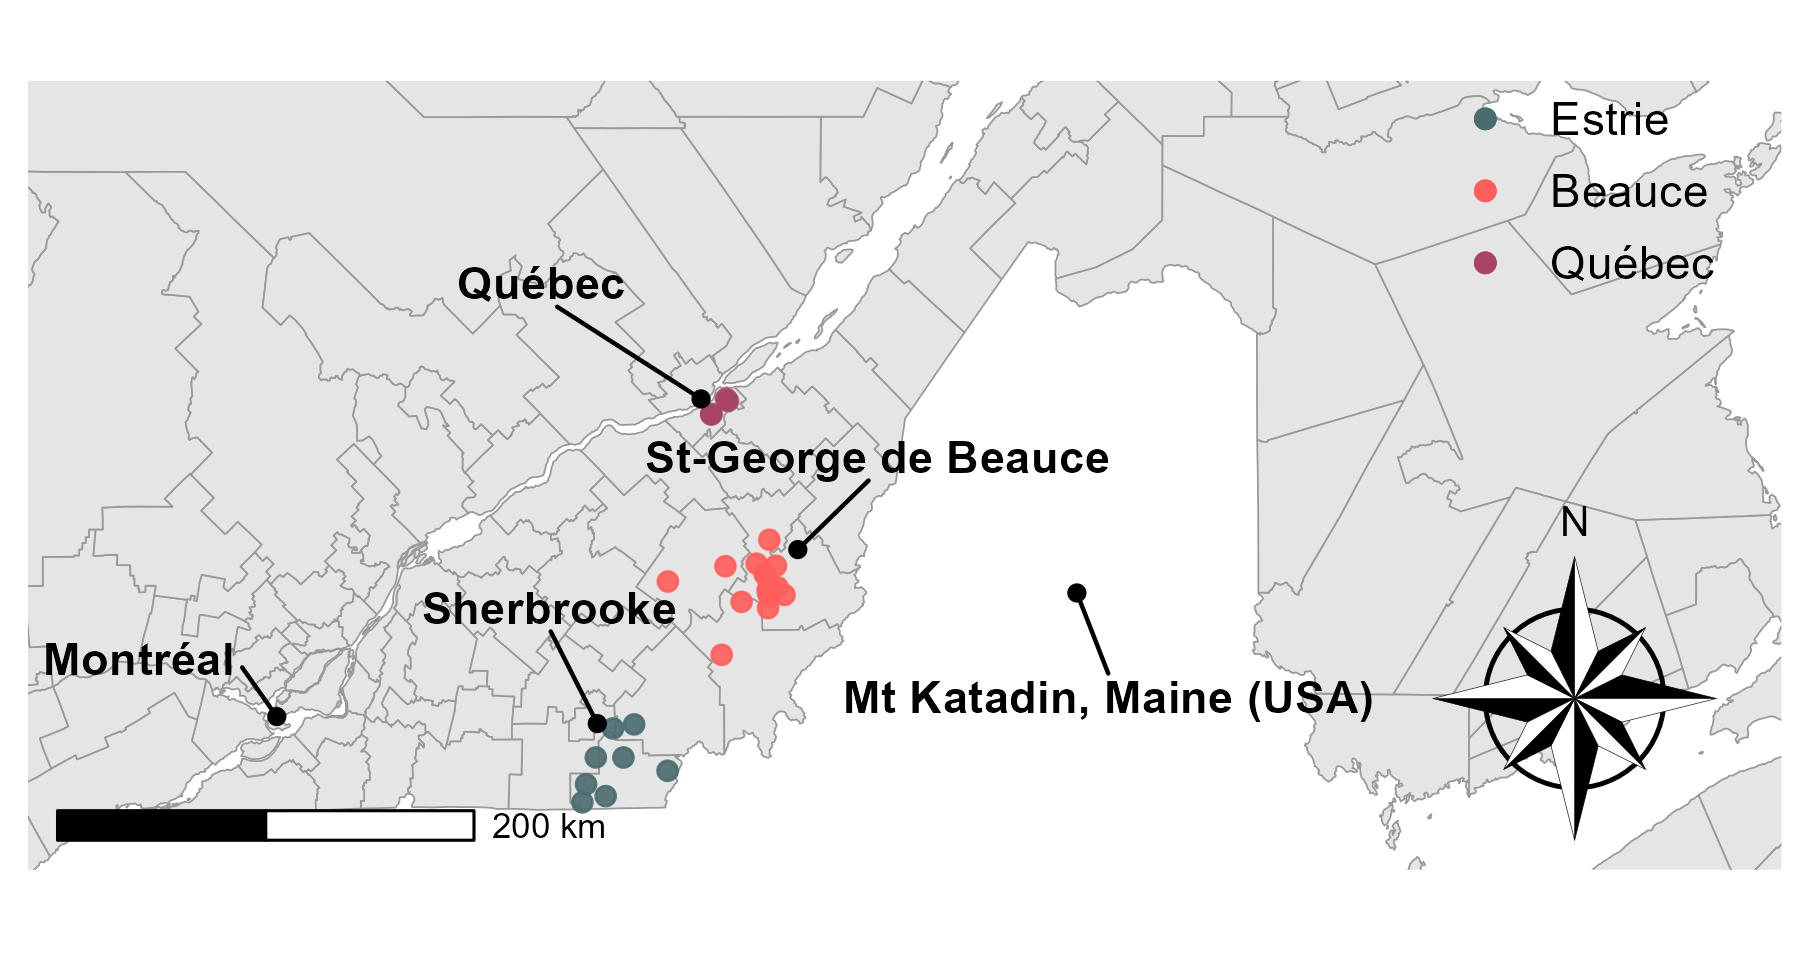 Estrie
Beauce
Québec
Québec
St-George de Beauce
N
Sherbrooke
Montréal
Mt Katadin, Maine (USA)
200 km